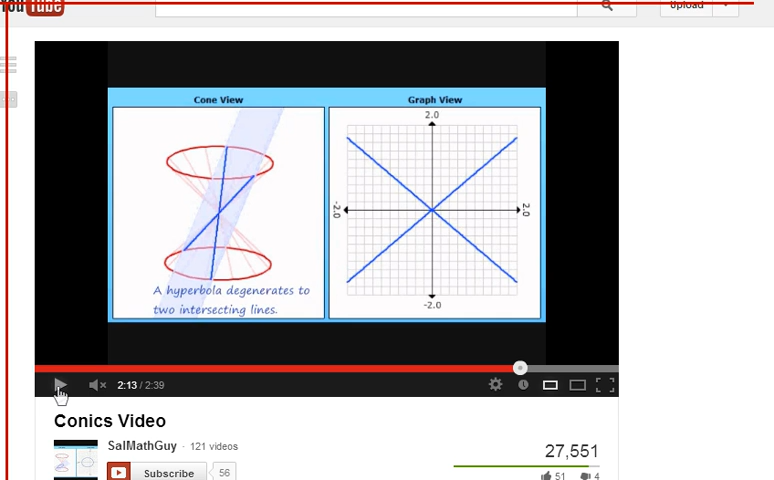 YouTube
Upload
Cone View
Graph View
2.0
-2.0
2.0
-2.0
A hyperbola degenerates to
two intersecting lines.
2:13 / 2:39
Conics Video
SalMathGuy · 121 videos
27,551
Subscribe 56
51 4